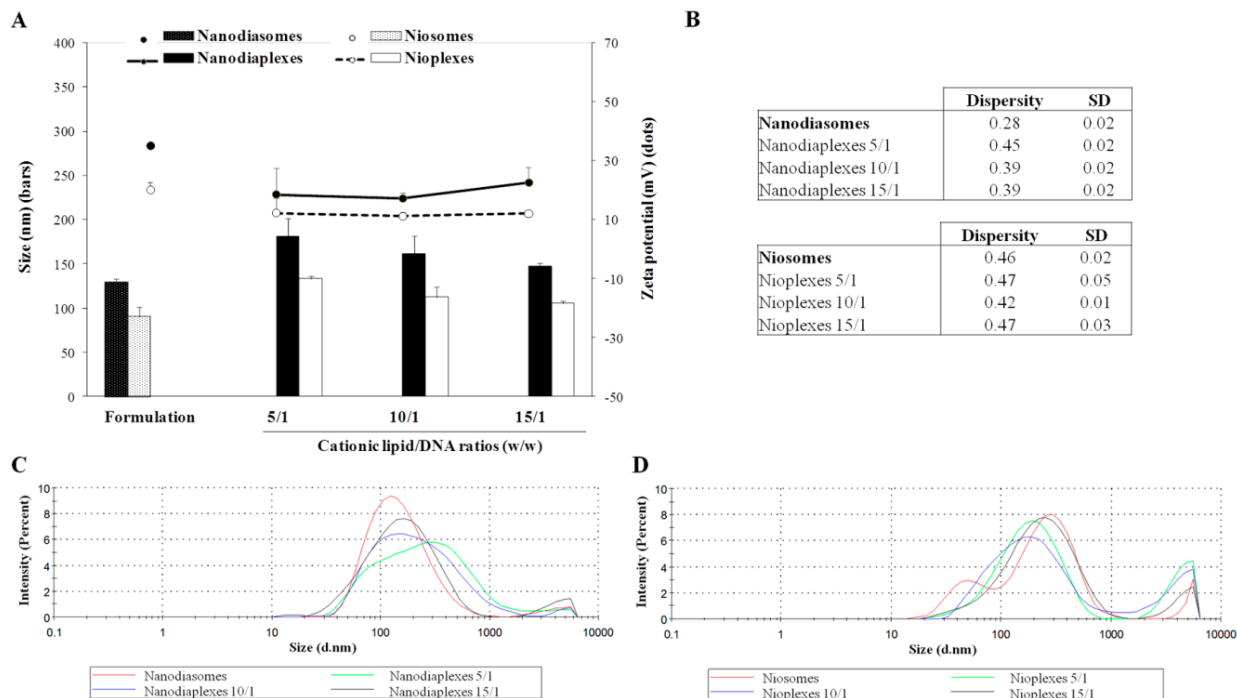 A
Nanodiasomes Niosomes
Nanodiaplexes Nioplexes
400
350
300
250
200
150
100
50
0
Size (nm) (bars)
70
50
30
10
-10
-30
-50
Zeta potential (mV) (dots)
Formulation 5/1 10/1 15/1
Cationic lipid/DNA ratios (w/w)
B
Dispersity SD
Nanodiasomes 0.28 0.02
Nanodiaplexes 5/1 0.45 0.02
Nanodiaplexes 10/1 0.39 0.02
Nanodiaplexes 15/1 0.39 0.02
Dispersity SD
Niosomes 0.46 0.02
Nioplexes 5/1 0.47 0.05
Nioplexes 10/1 0.42 0.01
Nioplexes 15/1 0.47 0.03
C
Intensity (Percent)
10
8
6
4
2
0
0.1 1 10 100 1000 10000
Size (d.nm)
Nanodiasomes Nanodiaplexes 5/1
Nanodiaplexes 10/1 Nanodiaplexes 15/1
D
Intensity (Percent)
10
8
6
4
2
0
0.1 1 10 100 1000 10000
Size (d.nm)
Niosomes Nioplexes 5/1
Nioplexes 10/1 Nioplexes 15/1